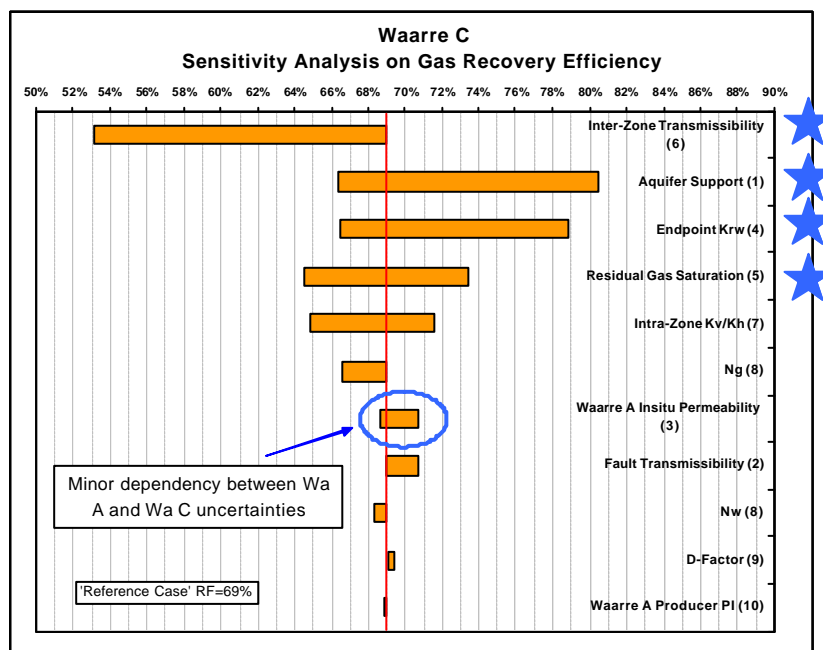 Waarre C
Sensitivity Analysis on Gas Recovery Efficiency
50% 52% 54% 56% 58% 60% 62% 64% 66% 68% 70% 72% 74% 76% 78% 80% 82% 84% 86% 88% 90%
Inter-Zone Transmissibility
(6)
Aquifer Support (1)
Endpoint Krw (4)
Residual Gas Saturation (5)
Intra-Zone Kv/Kh (7)
Ng (8)
Waarre A Insitu Permeability
(3)
Fault Transmissibility (2)
Nw (8)
D-Factor (9)
Waarre A Producer PI (10)
Minor dependency between Wa
A and Wa C uncertainties
'Reference Case' RF=69%